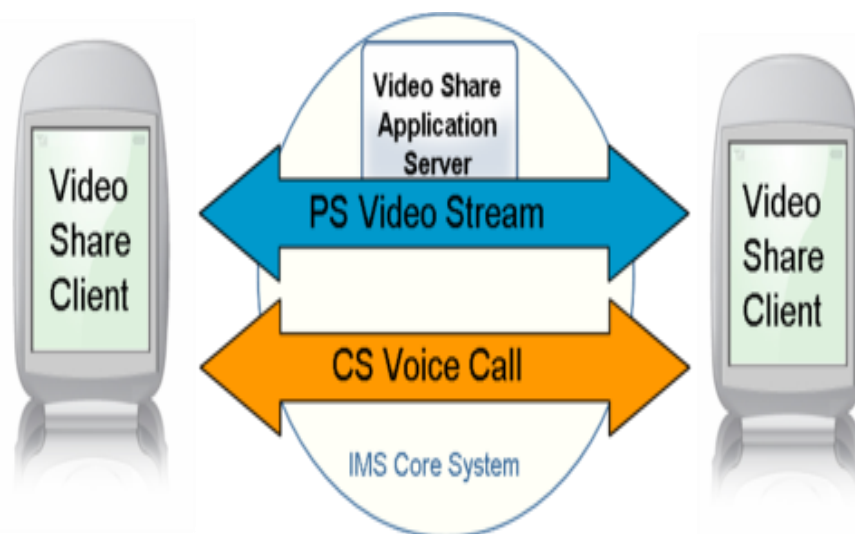 Video
Share
Client
Video Share
Application
Server
PS Video Stream
CS Voice Call
IMS Core System
Video
Share
Client